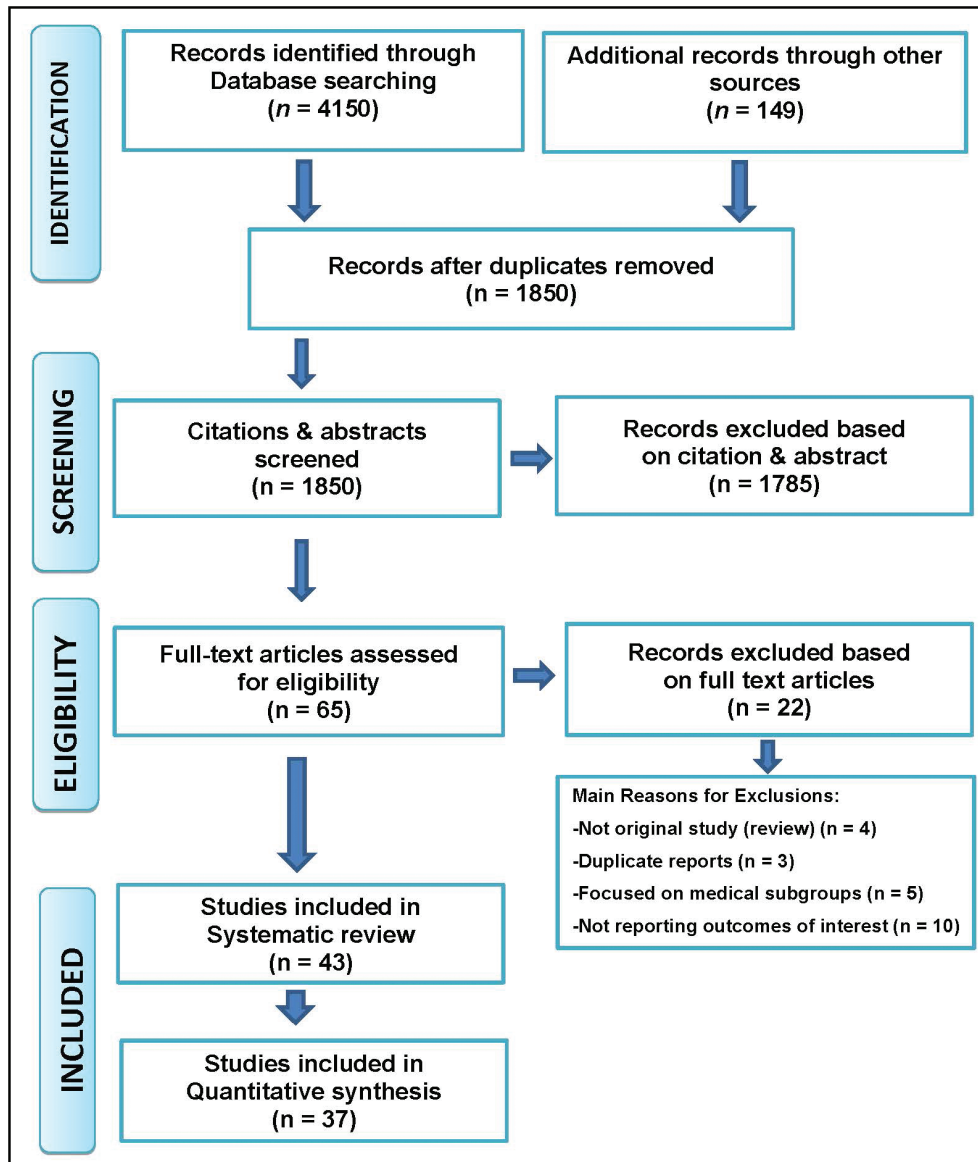 IDENTIFICATION
Records identified through
Database searching
(n = 4150)
Additional records through other
sources
(n = 149)
Records after duplicates removed
(n = 1850)
SCREENING
Citations & abstracts
screened
(n = 1850)
Records excluded based
on citation & abstract
(n = 1785)
ELIGIBILITY
Full-text articles assessed
for eligibility
(n = 65)
Records excluded based
on full text articles
(n = 22)
Main Reasons for Exclusions:
-Not original study (review) (n = 4)
-Duplicate reports (n = 3)
-Focused on medical subgroups (n = 5)
-Not reporting outcomes of interest (n = 10)
INCLUDED
Studies included in
Systematic review
(n = 43)
Studies included in
Quantitative synthesis
(n = 37)